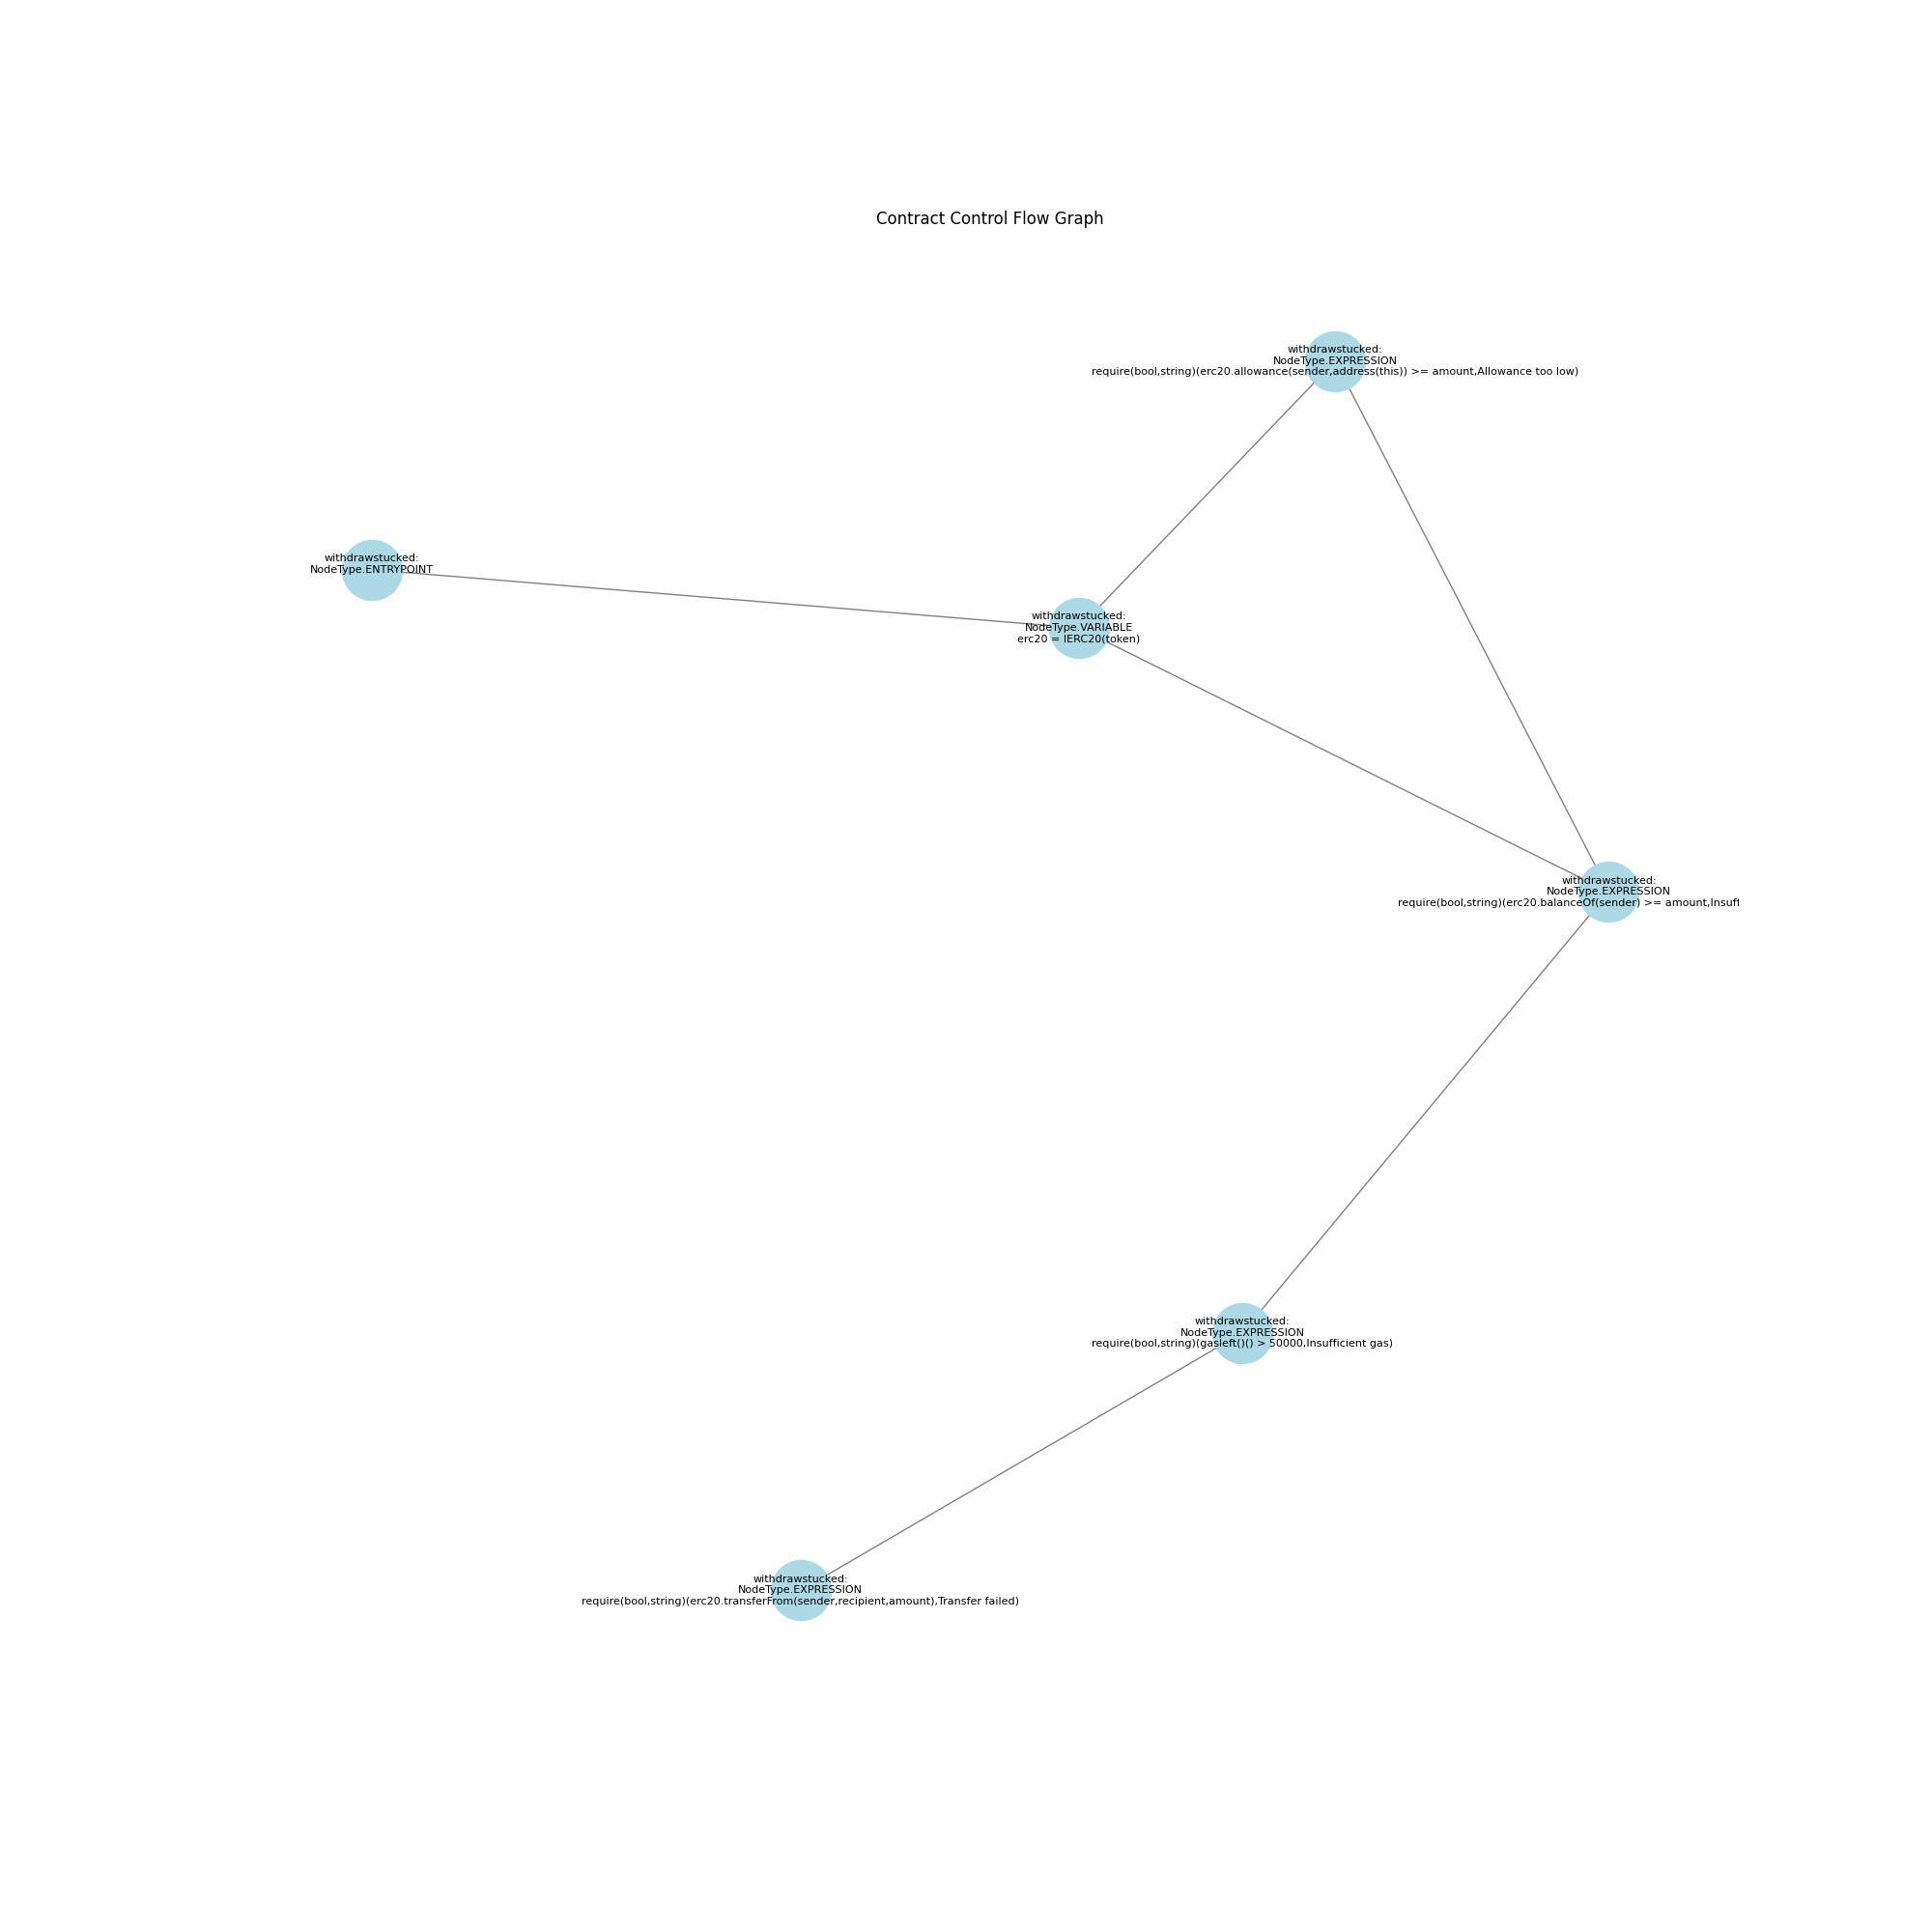 Contract Control Flow Graph
withdrawstucked:
NodeType.EXPRESSION
require(bool,string)(erc20.allowance(sender,address(this)) >= amount,Allowance too low)
withdrawstucked:
NodeType.ENTRYPOINT
withdrawstucked:
NodeType.VARIABLE
erc20 = IERC20(token)
withdrawstucked:
NodeType.EXPRESSION
require(bool,string)(erc20.balanceOf(sender) >= amount,Insuf
withdrawstucked:
NodeType.EXPRESSION
require(bool,string)(gasleft()() > 50000,Insufficient gas)
withdrawstucked:
NodeType.EXPRESSION
require(bool,string)(erc20.transferFrom(sender,recipient,amount),Transfer failed)